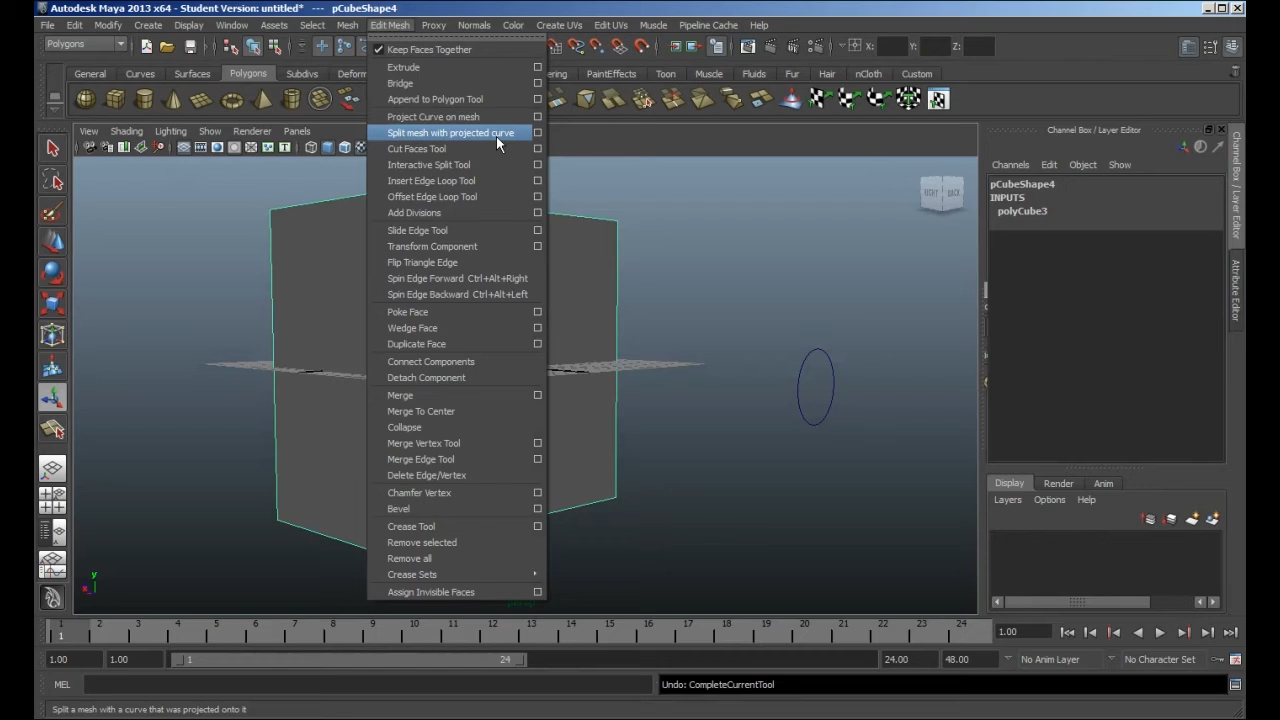 Autodesk Maya 2013 x64 - Student Version: untitled* --- pCubeShape4
File Edit Modify Create Display Window Assets Select Mesh Edit Mesh Proxy Normals Color Create UVs Edit UVs Muscle Pipeline Cache Help
Polygons X: Y: Z:
General Curves Surfaces Polygons Subdivs Deform ering PaintEffects Toon Muscle Fluids Fur Hair nCloth Custom
View Shading Lighting Show Renderer Panels
Keep Faces Together
Extrude
Bridge
Append to Polygon Tool
Project Curve on mesh
Split mesh with projected curve
Cut Faces Tool
Interactive Split Tool
Insert Edge Loop Tool
Offset Edge Loop Tool
Add Divisions
Slide Edge Tool
Transform Component
Flip Triangle Edge
Spin Edge Forward Ctrl+Alt+Right
Spin Edge Backward Ctrl+Alt+Left
Poke Face
Wedge Face
Duplicate Face
Connect Components
Detach Component
Merge
Merge To Center
Collapse
Merge Vertex Tool
Merge Edge Tool
Delete Edge/Vertex
Chamfer Vertex
Bevel
Crease Tool
Remove selected
Remove all
Crease Sets
Assign Invisible Faces
RIGHT BACK
y
x
Channel Box / Layer Editor
Channels Edit Object Show
pCubeShape4
INPUTS
polyCube3
Channel Box / Layer Editor
Attribute Editor
Display Render Anim
Layers Options Help
1 2 3 4 5 6 7 8 9 10 11 12 13 14 15 16 17 18 19 20 21 22 23 24
1
1.00
1.00 1.00 1 24 24.00 48.00 No Anim Layer No Character Set
MEL Undo: CompleteCurrentTool
Split a mesh with a curve that was projected onto it